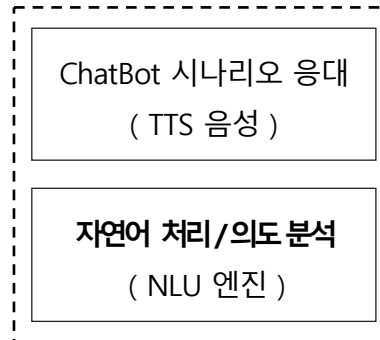 ChatBot 시나리오 응대
( TTS 음성 )
자연어 처리/의도 분석
( NLU 엔진 )